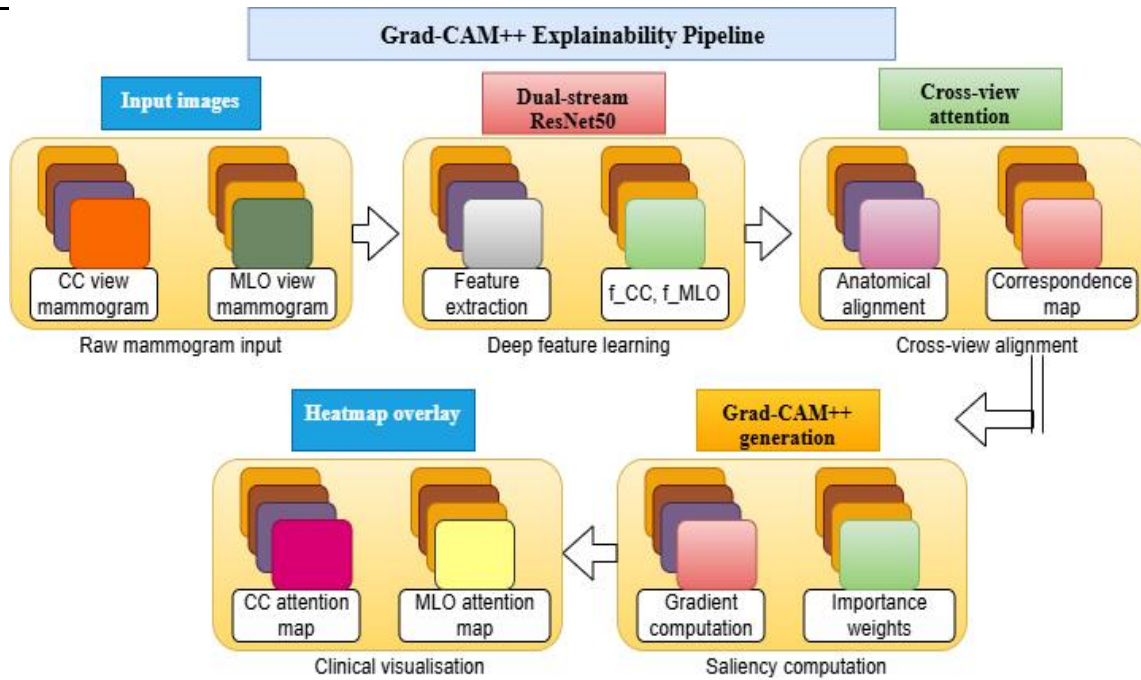 Grad-CAM++ Explainability Pipeline
Input images
Dual-stream
ResNet50
Cross-view
attention
CC view
mammogram
MLO view
mammogram
Feature
extraction
f_CC, f_MLO
Anatomical
alignment
Correspondence
map
Raw mammogram input
Deep feature learning
Cross-view alignment
Heatmap overlay
Grad-CAM++
generation
CC attention
map
MLO attention
map
Gradient
computation
Importance
weights
Clinical visualisation
Saliency computation